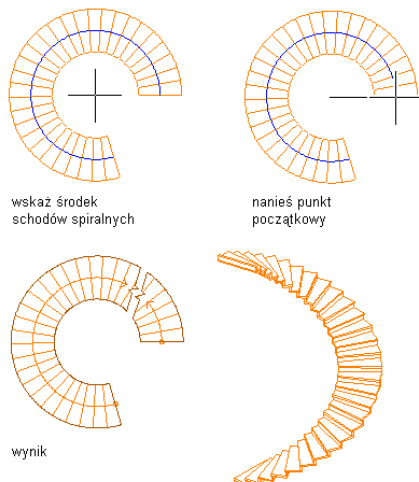 wskaż środek
schodów spiralnych
nanieś punkt
początkowy
wynik